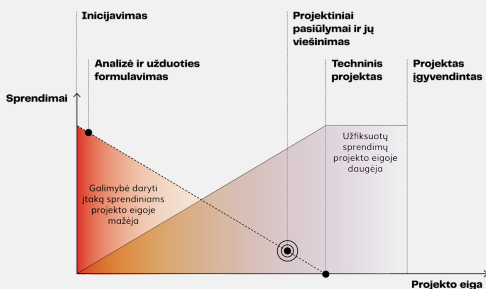 Inicijavimas
Projektiniai
pasiūlymai ir jų
viešinimas
Analizė ir užduoties
formulavimas
Techninis
projektas
Projektas
įgyvendintas
Sprendimai
Užfiksuotų
sprendimų
projekto eigoje
daugėja
Galimybė daryti
įtaką sprendiniams
projekto eigoje
mažėja
Projekto eiga